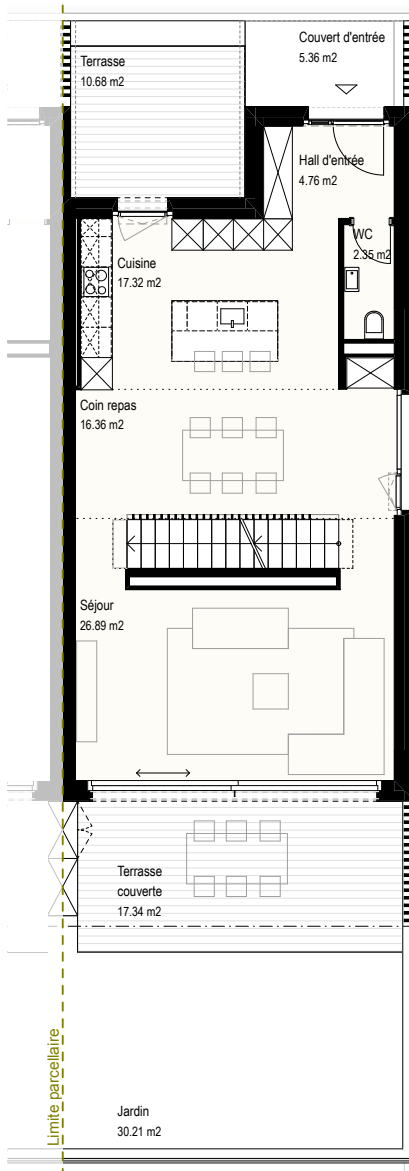 Couvert d'entrée
5.36 m2
Terrasse
10.68 m2
Hall d'entrée
4.76 m2
WC
2.35 m2
Cuisine
17.32 m2
Coin repas
16.36 m2
Séjour
26.89 m2
Terrasse
couverte
17.34 m2
Limite parcellaire
Jardin
30.21 m2